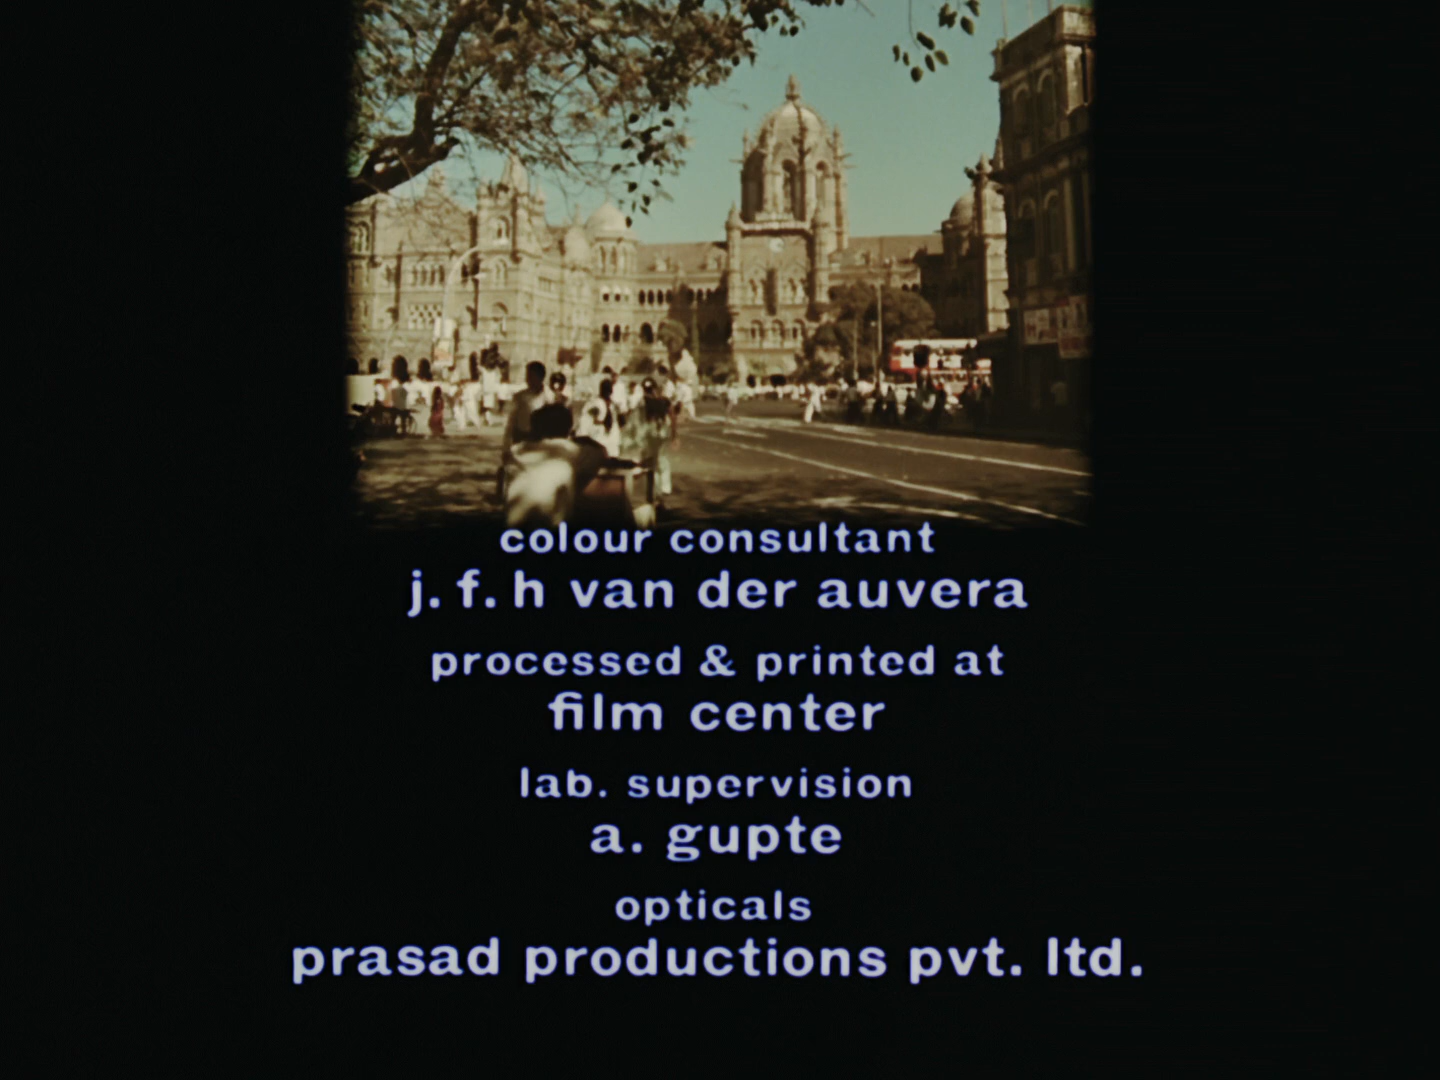 colour consultant
j. f. h van der auvera
processed & printed at
film center
lab. supervision
a. gupte
opticals
prasad productions pvt. ltd.